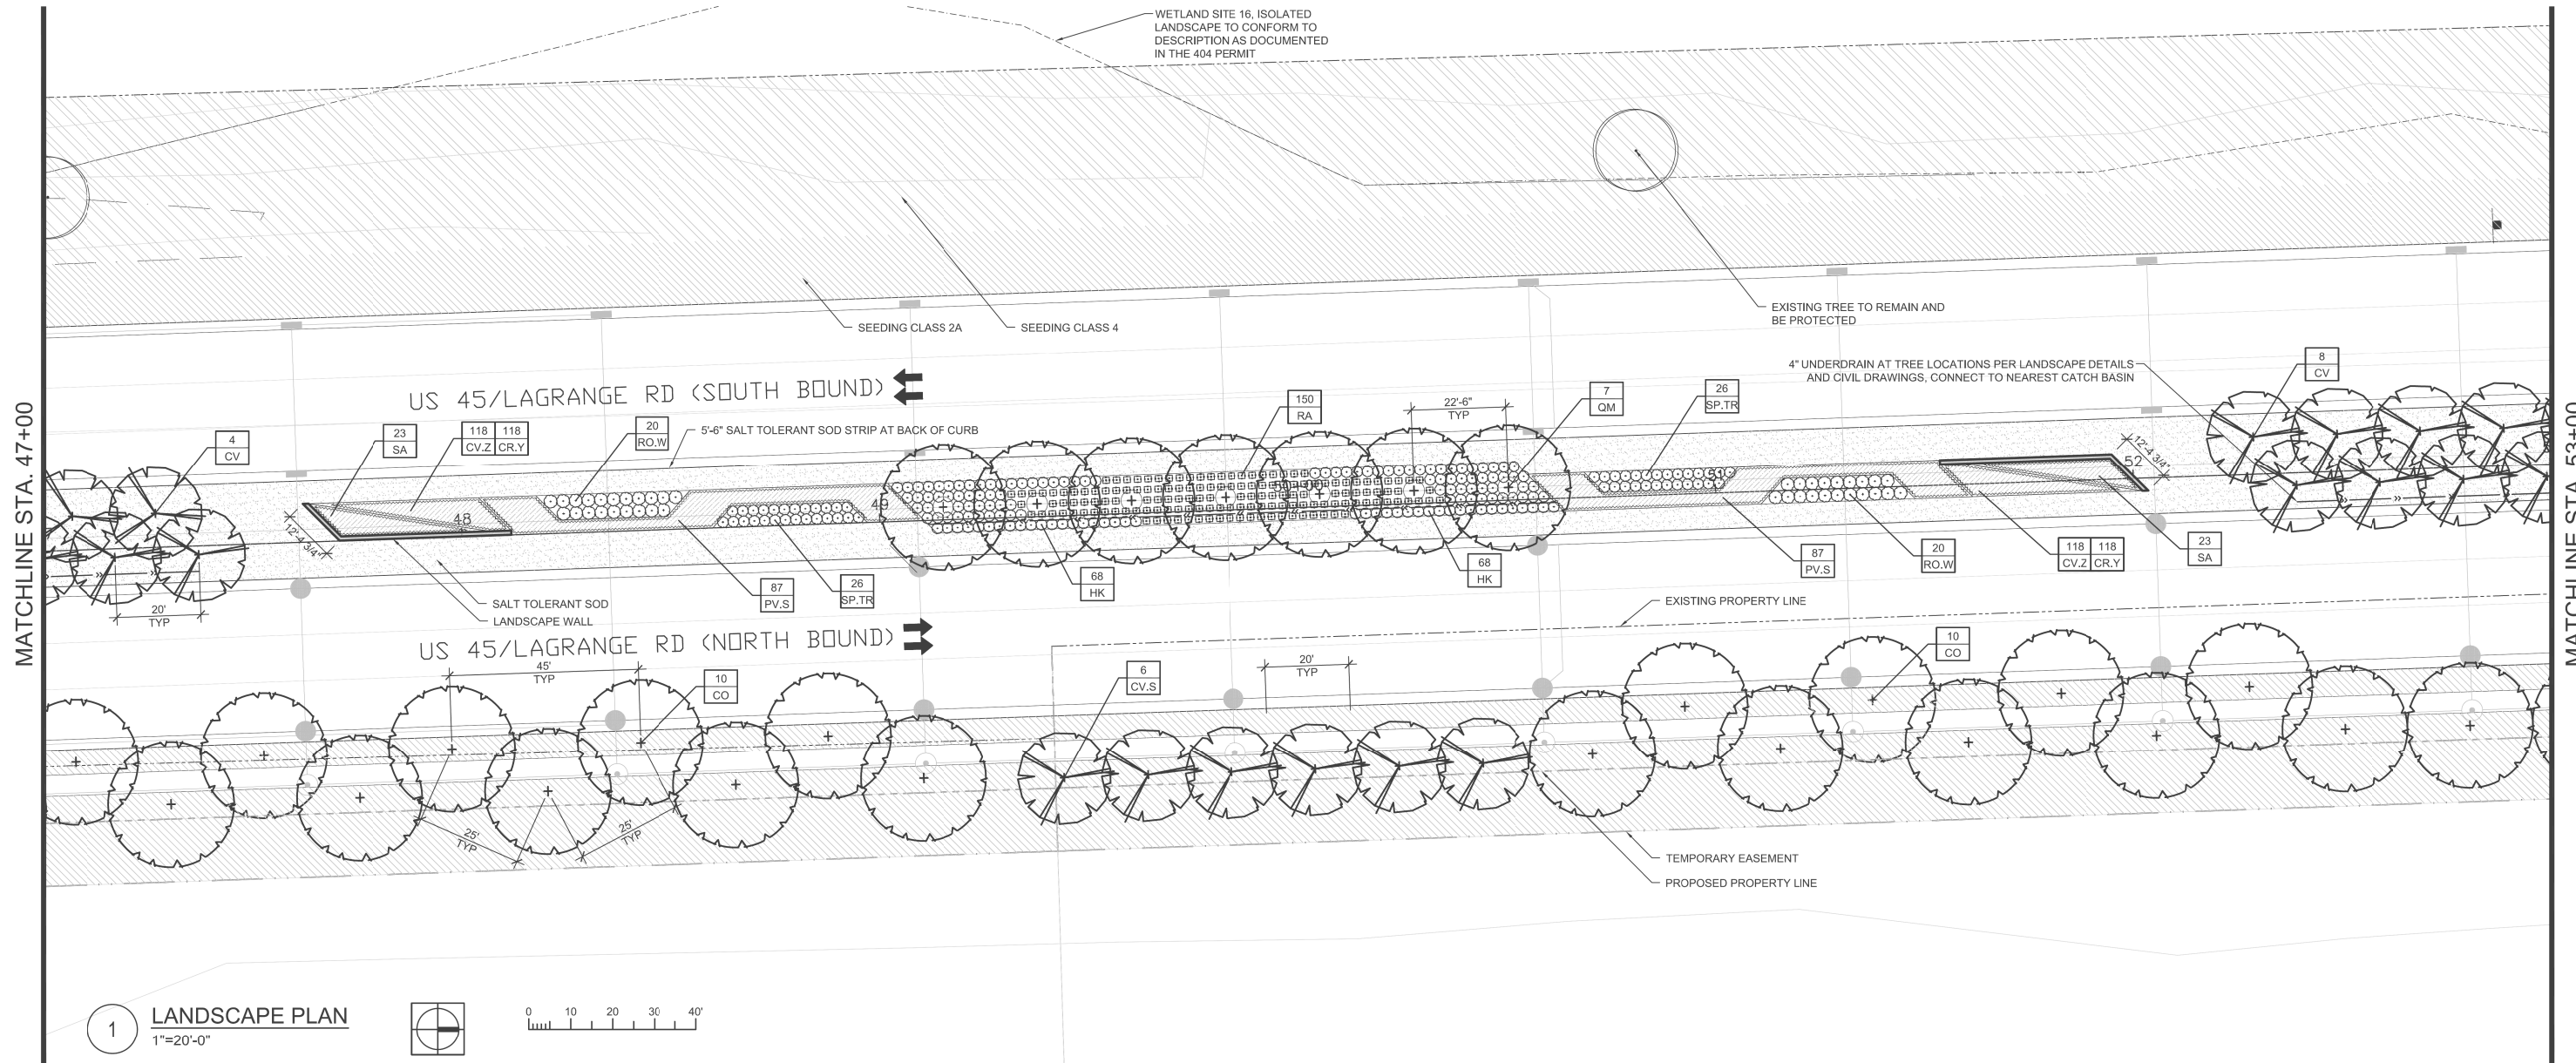 WETLAND SITE 16, ISOLATED
LANDSCAPE TO CONFORM TO
DESCRIPTION AS DOCUMENTED
IN THE 404 PERMIT
SEEDING CLASS 2A
SEEDING CLASS 4
EXISTING TREE TO REMAIN AND
BE PROTECTED
4" UNDERDRAIN AT TREE LOCATIONS PER LANDSCAPE DETAILS
AND CIVIL DRAWINGS, CONNECT TO NEAREST CATCH BASIN
8
CV
US 45/LAGRANGE RD (SOUTH BOUND)
150
RA
22'-6"
TYP
7
QM
26
SP.TR
4
CV
23
SA
118 118
CV.Z CR.Y
20
RO.W
5'-6" SALT TOLERANT SOD STRIP AT BACK OF CURB
MATCHLINE STA. 47+00
MATCHLINE STA. 53+00
12'-4 3/4"
48
49
51
52
12'-4 3/4"
20'
TYP
SALT TOLERANT SOD
LANDSCAPE WALL
87
PV.S
26
SP.TR
68
HK
68
HK
87
PV.S
20
RO.W
118 118
CV.Z CR.Y
23
SA
US 45/LAGRANGE RD (NORTH BOUND)
EXISTING PROPERTY LINE
45'
TYP
10
CO
6
CV.S
20'
TYP
10
CO
25'
TYP
25'
TYP
TEMPORARY EASEMENT
PROPOSED PROPERTY LINE
1
LANDSCAPE PLAN
1"=20'-0"
0 10 20 30 40'